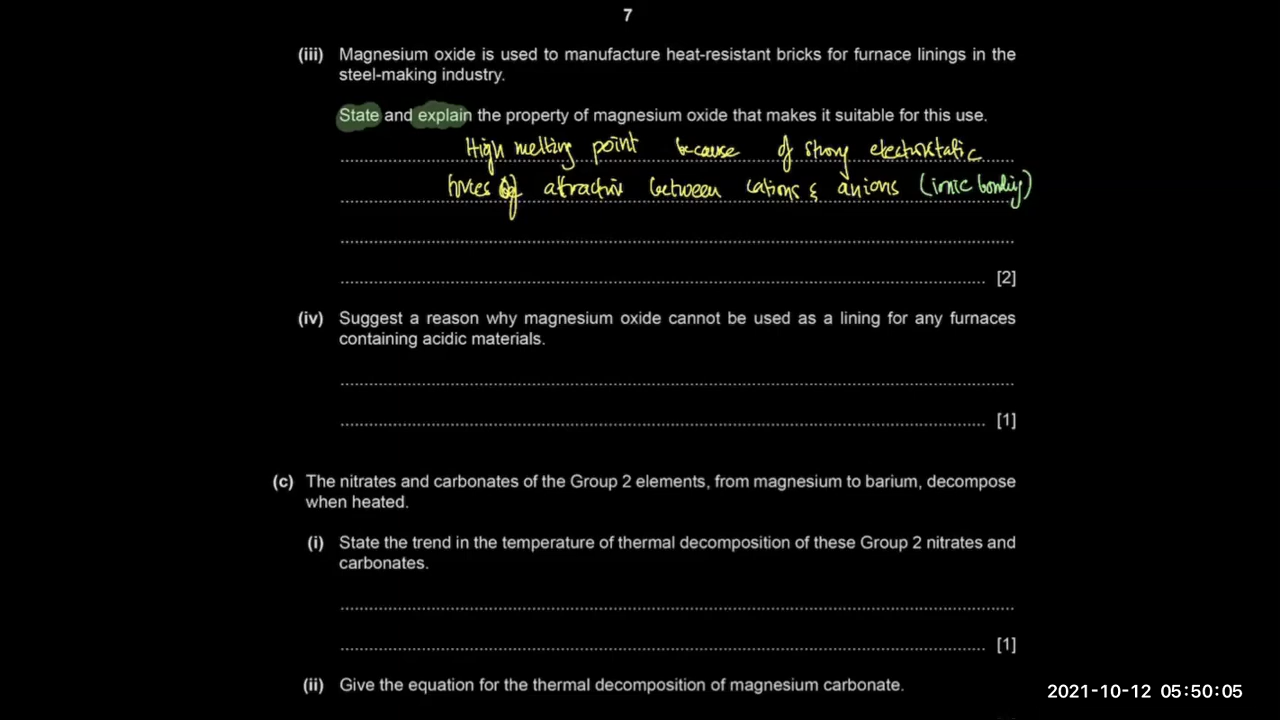 7
(iii) Magnesium oxide is used to manufacture heat-resistant bricks for furnace linings in the
steel-making industry.
State and explain the property of magnesium oxide that makes it suitable for this use.
High melting point because of strong electrostatic
forces of attraction between cations & anions (ionic bonding)
[2]
(iv) Suggest a reason why magnesium oxide cannot be used as a lining for any furnaces
containing acidic materials.
[1]
(c) The nitrates and carbonates of the Group 2 elements, from magnesium to barium, decompose
when heated.
(i) State the trend in the temperature of thermal decomposition of these Group 2 nitrates and
carbonates.
[1]
(ii) Give the equation for the thermal decomposition of magnesium carbonate.
2021-10-12 05:50:05